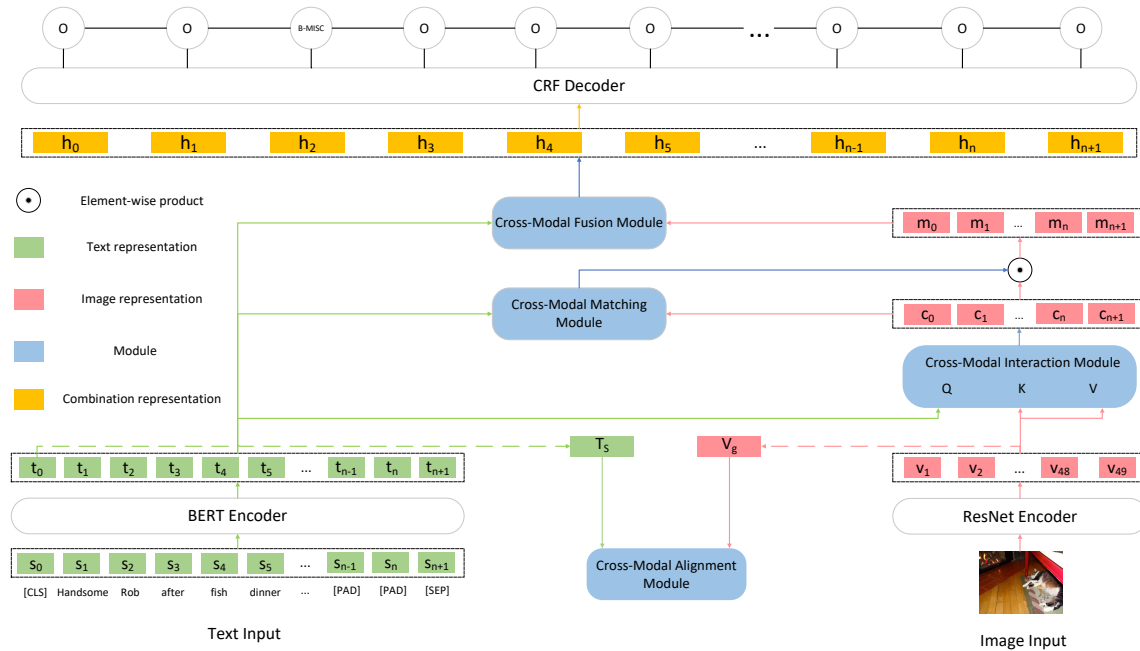 O O B-MISC O O O ... O O O
CRF Decoder
h0 h1 h2 h3 h4 h5 ... hn-1 hn hn+1
Element-wise product
Text representation
Image representation
Module
Combination representation
Cross-Modal Fusion Module
m0 m1 ... mn mn+1
Cross-Modal Matching
Module
c0 c1 ... cn cn+1
Cross-Modal Interaction Module
Q K V
t0 t1 t2 t3 t4 t5 ... tn-1 tn tn+1
TS
Vg
v1 v2 ... v48 v49
BERT Encoder
ResNet Encoder
s0 s1 s2 s3 s4 s5 ... sn-1 sn sn+1
[CLS] Handsome Rob after fish dinner ... [PAD] [PAD] [SEP]
Cross-Modal Alignment
Module
Text Input
Image Input